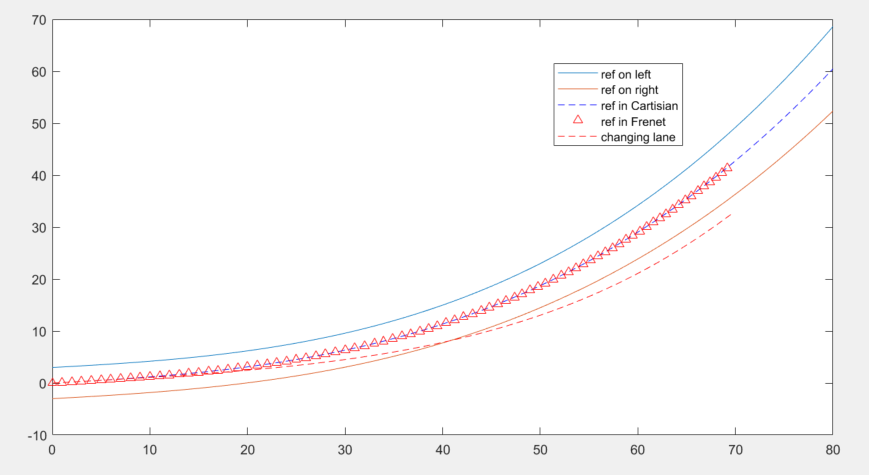 70
60
50
40
30
20
10
0
-10
ref on left
ref on right
ref in Cartisian
ref in Frenet
changing lane
0 10 20 30 40 50 60 70 80